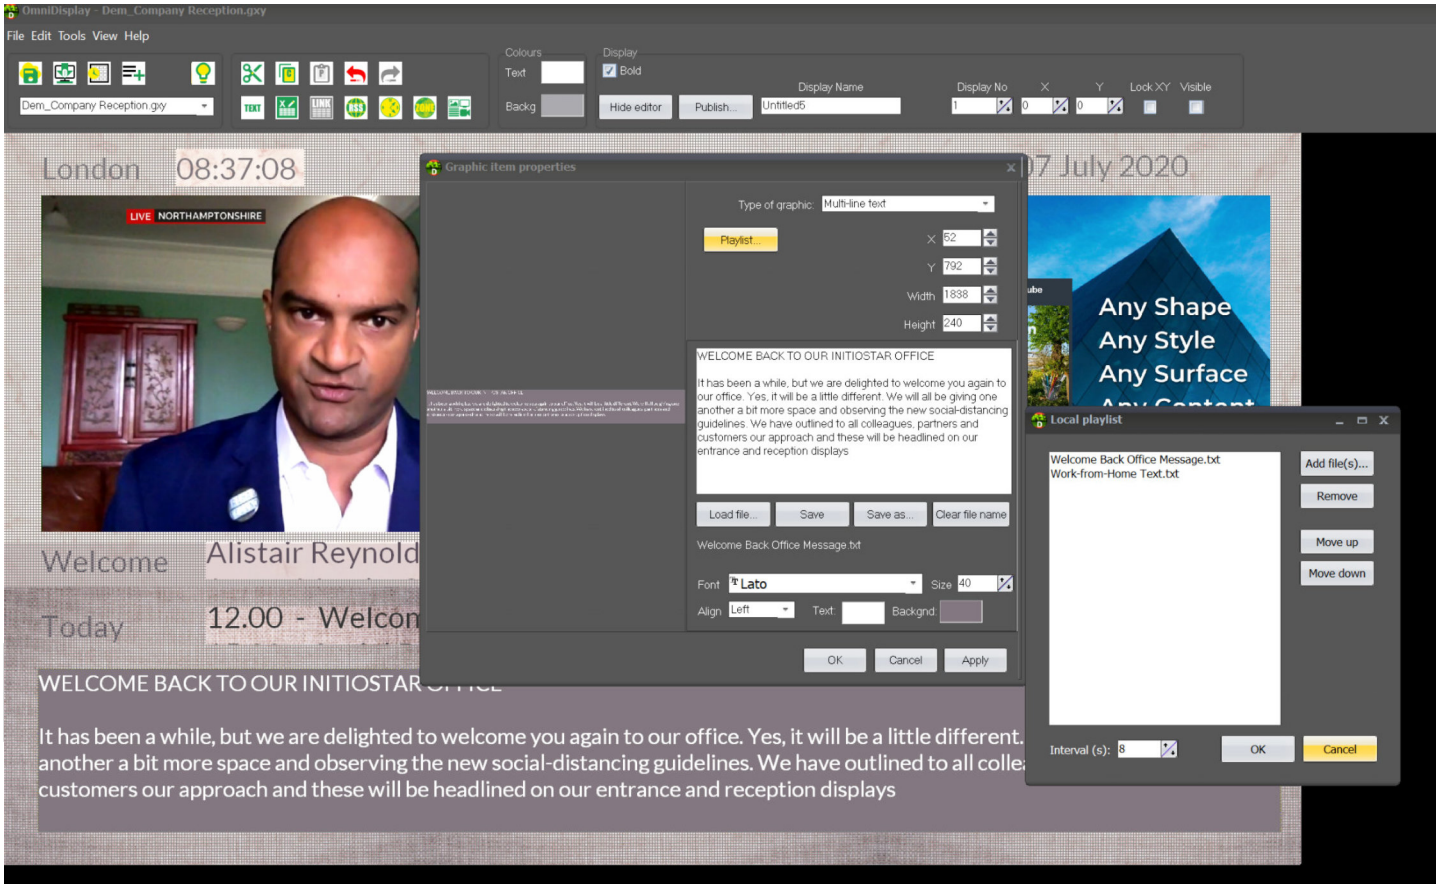 OmniDisplay - Dem_Company Reception.gxy
File Edit Tools View Help
Colours
Text
Backg
Display
Bold
Dem_Company Reception.gxy
TEXT
LINK
RSS
ZONE
Hide editor
Publish...
Display Name
Untitled5
Display No
1
X
0
Y
0
Lock XY
Visible
London
08:37:08
07 July 2020
LIVE NORTHAMPTONSHIRE
Graphic item properties
Type of graphic: Multi-line text
Playlist...
X 52
Y 792
Width 1838
Height 240
WELCOME BACK TO OUR INITIOSTAR OFFICE
It has been a while, but we are delighted to welcome you again to
our office. Yes, it will be a little different. We will all be giving one
another a bit more space and observing the new social-distancing
guidelines. We have outlined to all colleagues, partners and
customers our approach and these will be headlined on our
entrance and reception displays
Load file...
Save
Save as...
Clear file name
Welcome Back Office Message.txt
Font Lato
Size 40
Align Left
Text:
Backgnd:
OK
Cancel
Apply
ube
Any Shape
Any Style
Any Surface
Any Content
Local playlist
Welcome Back Office Message.txt
Work-from-Home Text.txt
Add file(s)...
Remove
Move up
Move down
Interval (s): 8
OK
Cancel
Welcome
Alistair Reynold
Today
12.00 - Welcon
WELCOME BACK TO OUR INITIOSTAR OFFICE
It has been a while, but we are delighted to welcome you again to our office. Yes, it will be a little different.
another a bit more space and observing the new social-distancing guidelines. We have outlined to all collea
customers our approach and these will be headlined on our entrance and reception displays